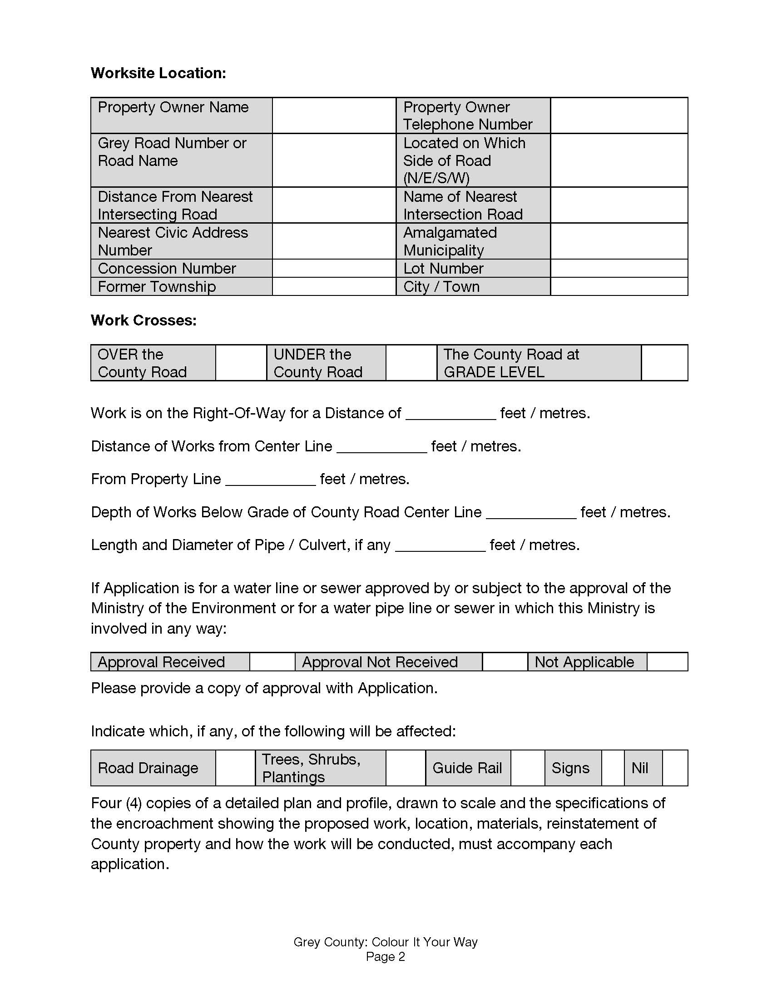 Worksite Location:
Property Owner Name
Property Owner
Telephone Number
Grey Road Number or
Road Name
Located on Which
Side of Road
(N/E/S/W)
Distance From Nearest
Intersecting Road
Name of Nearest
Intersection Road
Nearest Civic Address
Number
Amalgamated
Municipality
Concession Number
Lot Number
Former Township
City / Town
Work Crosses:
OVER the
County Road
UNDER the
County Road
The County Road at
GRADE LEVEL
Work is on the Right-Of-Way for a Distance of ___________ feet / metres.
Distance of Works from Center Line ___________ feet / metres.
From Property Line ___________ feet / metres.
Depth of Works Below Grade of County Road Center Line ___________ feet / metres.
Length and Diameter of Pipe / Culvert, if any ___________ feet / metres.
If Application is for a water line or sewer approved by or subject to the approval of the
Ministry of the Environment or for a water pipe line or sewer in which this Ministry is
involved in any way:
Approval Received
Approval Not Received
Not Applicable
Please provide a copy of approval with Application.
Indicate which, if any, of the following will be affected:
Road Drainage
Trees, Shrubs,
Plantings
Guide Rail
Signs
Nil
Four (4) copies of a detailed plan and profile, drawn to scale and the specifications of
the encroachment showing the proposed work, location, materials, reinstatement of
County property and how the work will be conducted, must accompany each
application.
Grey County: Colour It Your Way
Page 2